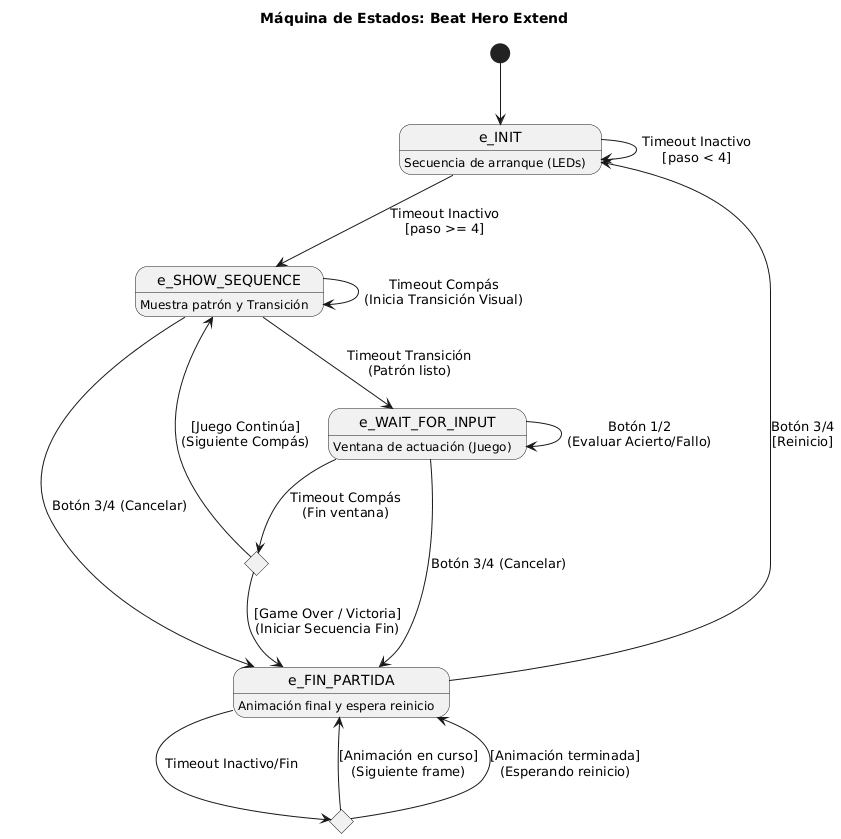 Máquina de Estados: Beat Hero Extend
e_INIT
Secuencia de arranque (LEDs)
Timeout Inactivo
[paso < 4]
Timeout Inactivo
[paso >= 4]
e_SHOW_SEQUENCE
Muestra patrón y Transición
Timeout Compás
(Inicia Transición Visual)
Timeout Transición
(Patrón listo)
e_WAIT_FOR_INPUT
Ventana de actuación (Juego)
Botón 1/2
(Evaluar Acierto/Fallo)
[Juego Continúa]
(Siguiente Compás)
Botón 3/4
[Reinicio]
Botón 3/4 (Cancelar)
Timeout Compás
(Fin ventana)
Botón 3/4 (Cancelar)
[Game Over / Victoria]
(Iniciar Secuencia Fin)
e_FIN_PARTIDA
Animación final y espera reinicio
Timeout Inactivo/Fin
[Animación en curso]
(Siguiente frame)
[Animación terminada]
(Esperando reinicio)